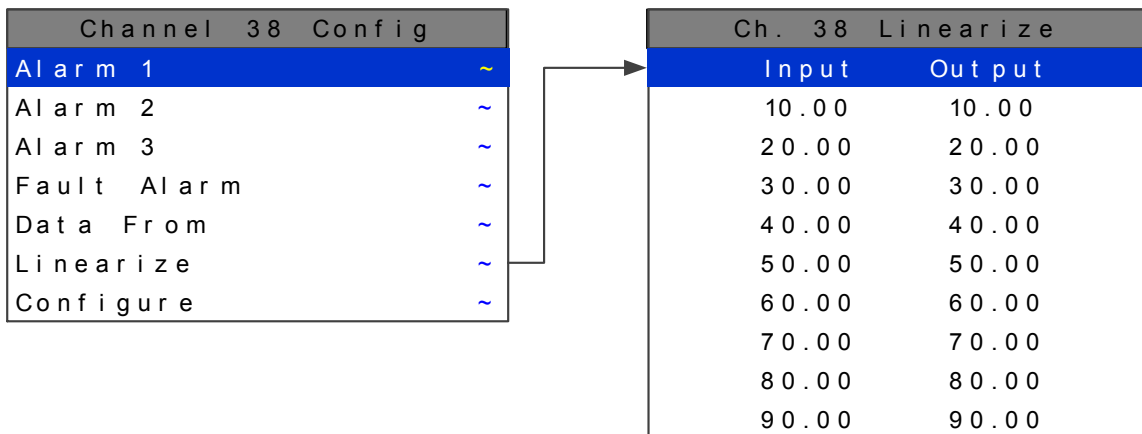 Channel 38 Config
Alarm 1 ~
Alarm 2 ~
Alarm 3 ~
Fault Alarm ~
Data From ~
Linearize ~
Configure ~
Ch. 38 Linearize
Input Output
10.00 10.00
20.00 20.00
30.00 30.00
40.00 40.00
50.00 50.00
60.00 60.00
70.00 70.00
80.00 80.00
90.00 90.00